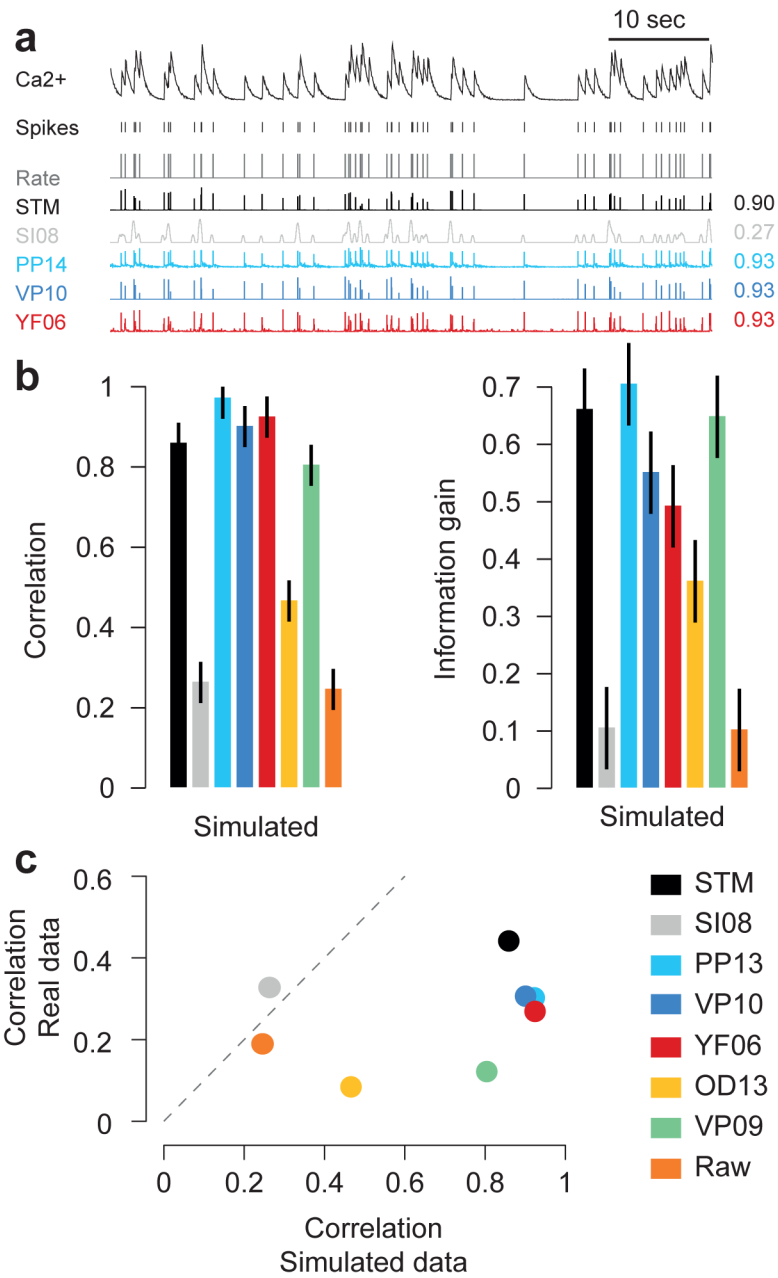 a
10 sec
Ca2+
Spikes
Rate
STM 0.90
SI08 0.27
PP14 0.93
VP10 0.93
YF06 0.93
b
Correlation
1
0.8
0.6
0.4
0.2
0
Simulated
Information gain
0.7
0.6
0.5
0.4
0.3
0.2
0.1
0
Simulated
c
Correlation
Real data
0.6
0.4
0.2
0
0 0.2 0.4 0.6 0.8 1
Correlation
Simulated data
STM
SI08
PP13
VP10
YF06
OD13
VP09
Raw